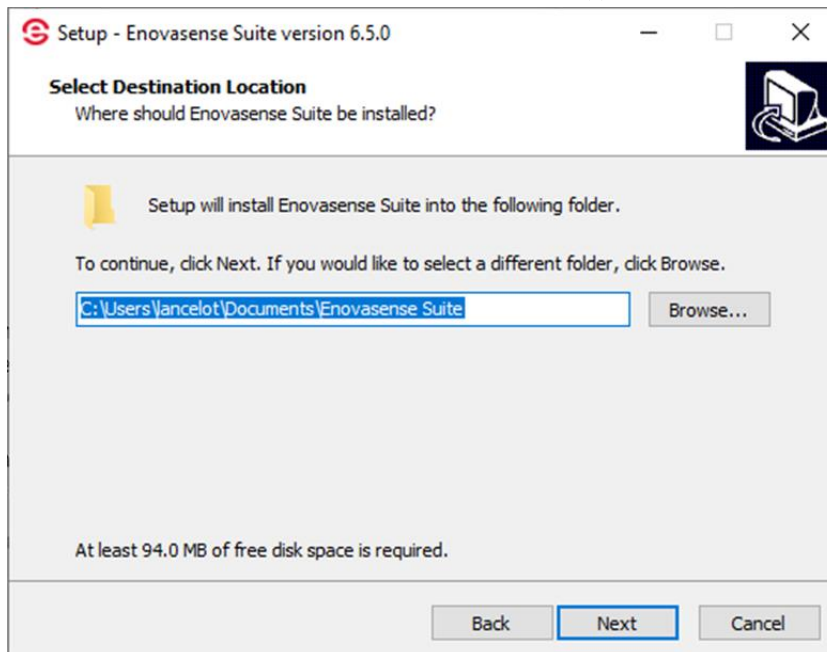 Setup - Enovasense Suite version 6.5.0
Select Destination Location
Where should Enovasense Suite be installed?
Setup will install Enovasense Suite into the following folder.
To continue, click Next. If you would like to select a different folder, click Browse.
C:\Users\lancelot\Documents\Enovasense Suite
Browse...
At least 94.0 MB of free disk space is required.
Back Next Cancel